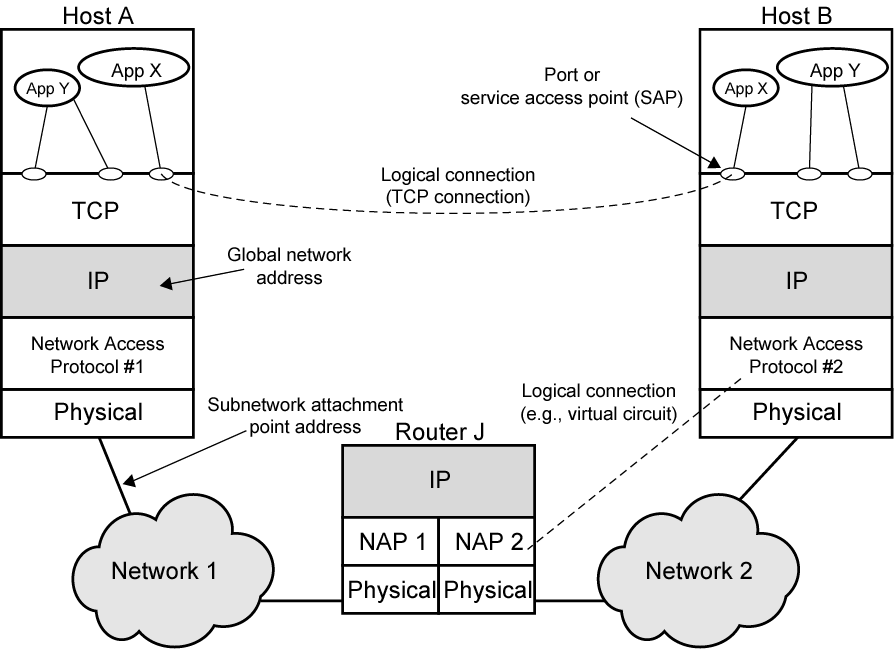 Host A
Host B
App Y
App X
Port or
service access point (SAP)
App X
App Y
Logical connection
(TCP connection)
TCP
TCP
IP
Global network
address
IP
Network Access
Protocol #1
Network Access
Protocol #2
Physical
Subnetwork attachment
point address
Logical connection
(e.g., virtual circuit)
Physical
Router J
IP
NAP 1
NAP 2
Physical
Physical
Network 1
Network 2